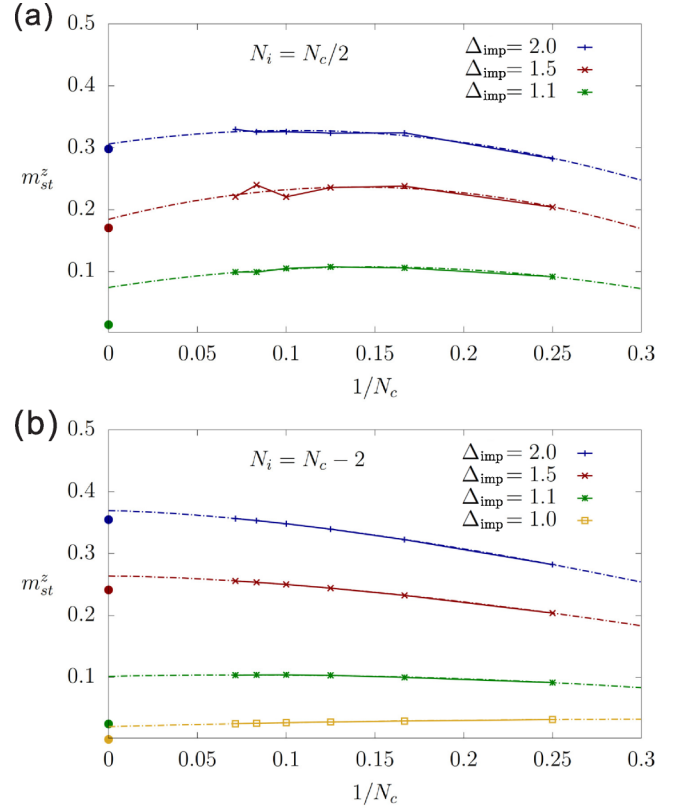 (a)
0.5
0.4
0.3
0.2
0.1
m_{st}^z
N_i = N_c/2
Δ_imp = 2.0
Δ_imp = 1.5
Δ_imp = 1.1
0 0.05 0.1 0.15 0.2 0.25 0.3
1/N_c
(b)
0.5
0.4
0.3
0.2
0.1
m_{st}^z
N_i = N_c − 2
Δ_imp = 2.0
Δ_imp = 1.5
Δ_imp = 1.1
Δ_imp = 1.0
0 0.05 0.1 0.15 0.2 0.25 0.3
1/N_c